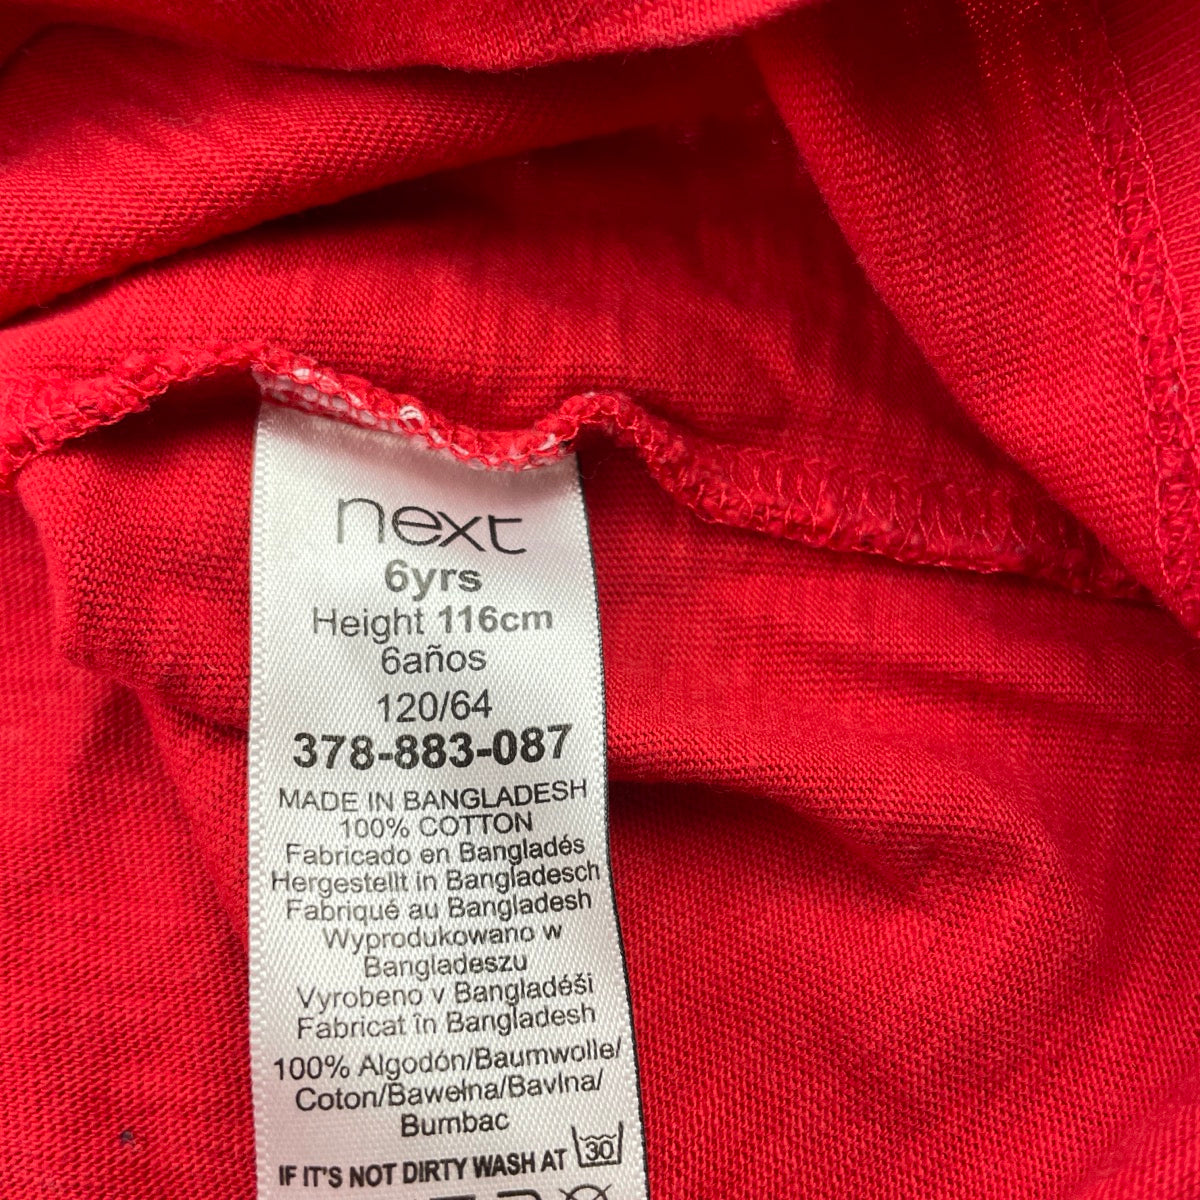 next
6yrs
Height 116cm
6años
120/64
378-883-087
MADE IN BANGLADESH
100% COTTON
Fabricado en Bangladés
Hergestellt in Bangladesch
Fabriqué au Bangladesh
Wyprodukowano w
Bangladeszu
Vyrobeno v Bangladéši
Fabricat în Bangladesh
100% Algodón/Baumwolle/
Coton/Bawełna/Bavlna/
Bumbac
IF IT'S NOT DIRTY WASH AT 30